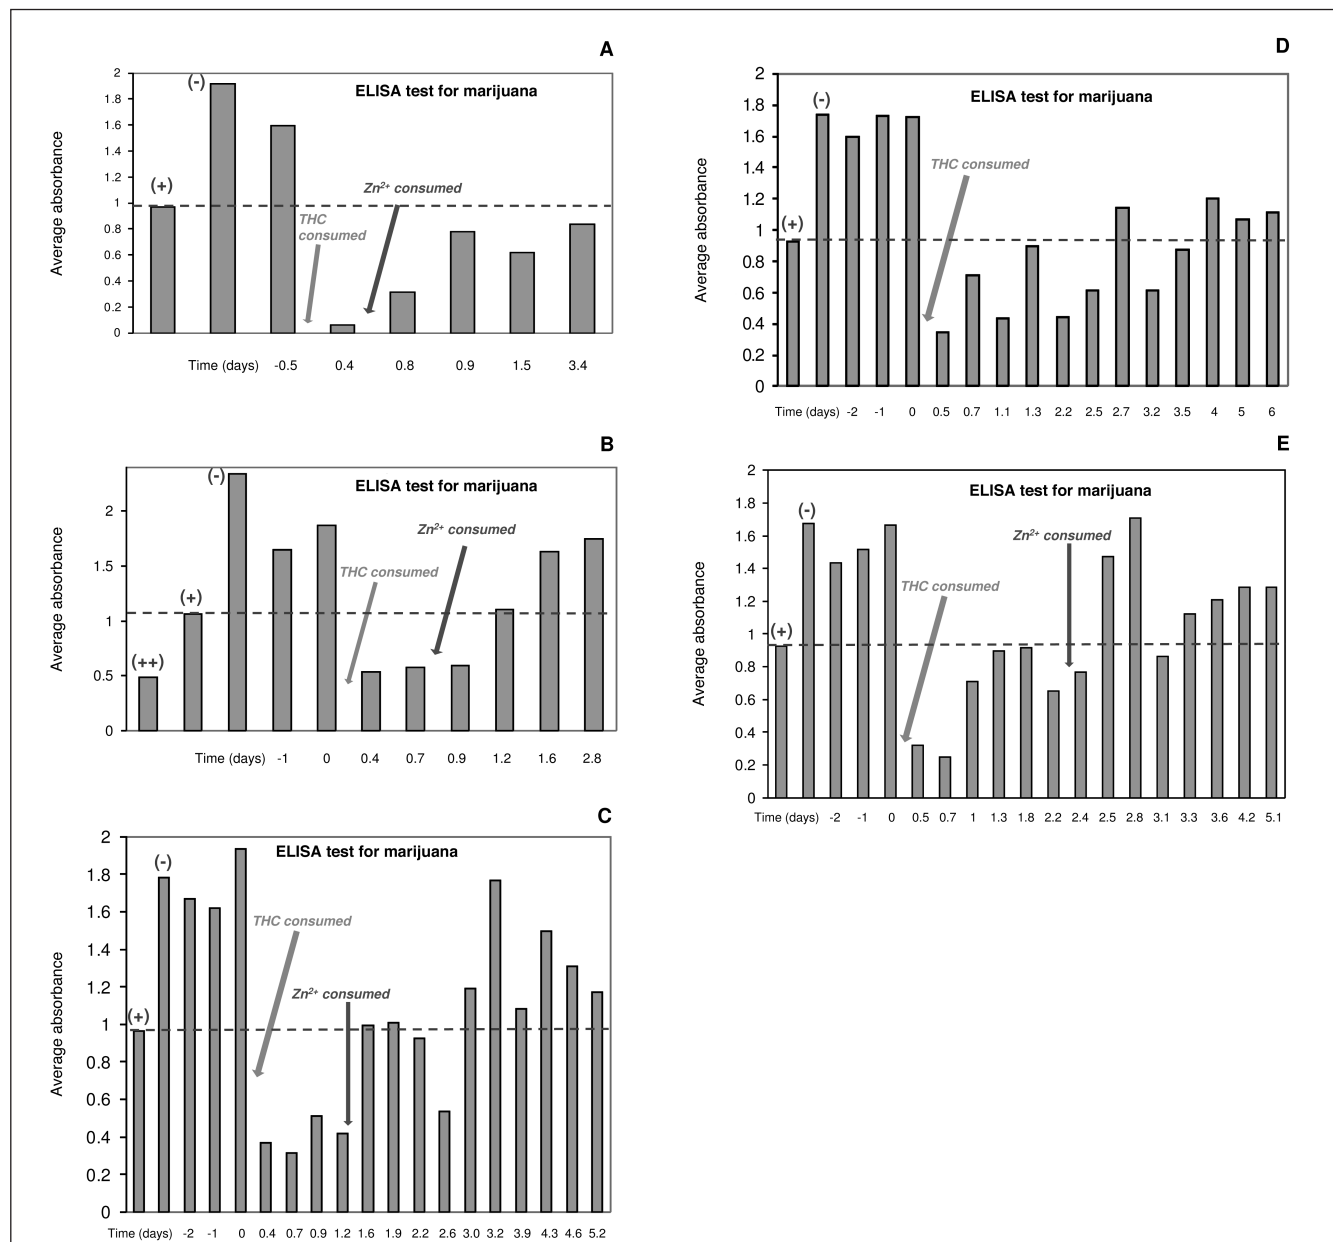 A
ELISA test for marijuana
Average absorbance
2
1.8
1.6
1.4
1.2
1
0.8
0.6
0.4
0.2
0
(+)
(-)
THC
consumed
Zn2+ consumed
Time (days) -0.5 0.4 0.8 0.9 1.5 3.4
B
ELISA test for marijuana
Average absorbance
2
1.5
1
0.5
0
(++)
(+)
(-)
THC consumed
Zn2+ consumed
Time (days) -1 0 0.4 0.7 0.9 1.2 1.6 2.8
C
ELISA test for marijuana
Average absorbance
2
1.8
1.6
1.4
1.2
1
0.8
0.6
0.4
0.2
0
(+)
(-)
THC consumed
Zn2+ consumed
Time (days) -2 -1 0 0.4 0.7 0.9 1.2 1.6 1.9 2.2 2.6 3.0 3.2 3.9 4.3 4.6 5.2
D
ELISA test for marijuana
Average absorbance
2
1.8
1.6
1.4
1.2
1
0.8
0.6
0.4
0.2
0
(+)
(-)
THC consumed
Time (days) -2 -1 0 0.5 0.7 1.1 1.3 2.2 2.5 2.7 3.2 3.5 4 5 6
E
ELISA test for marijuana
Average absorbance
2
1.8
1.6
1.4
1.2
1
0.8
0.6
0.4
0.2
0
(+)
(-)
THC consumed
Zn2+ consumed
Time (days) -2 -1 0 0.5 0.7 1 1.3 1.8 2.2 2.4 2.5 2.8 3.1 3.3 3.6 4.2 5.1